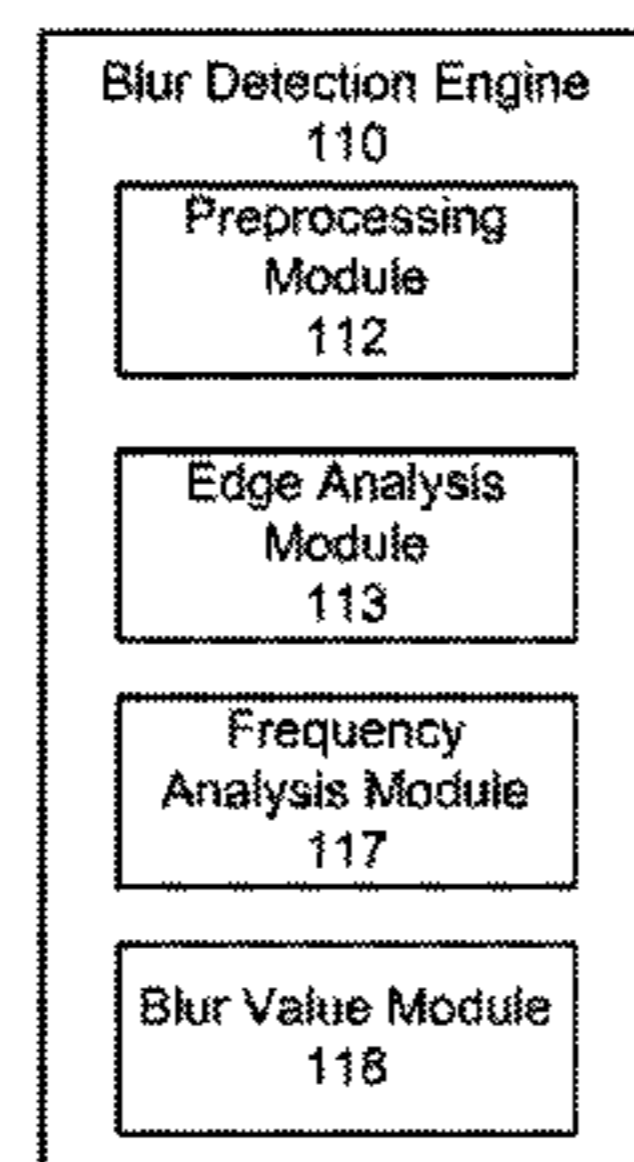 Blur Detection Engine
110
Preprocessing
Module
112
Edge Analysis
Module
113
Frequency
Analysis Module
117
Blur Value Module
118